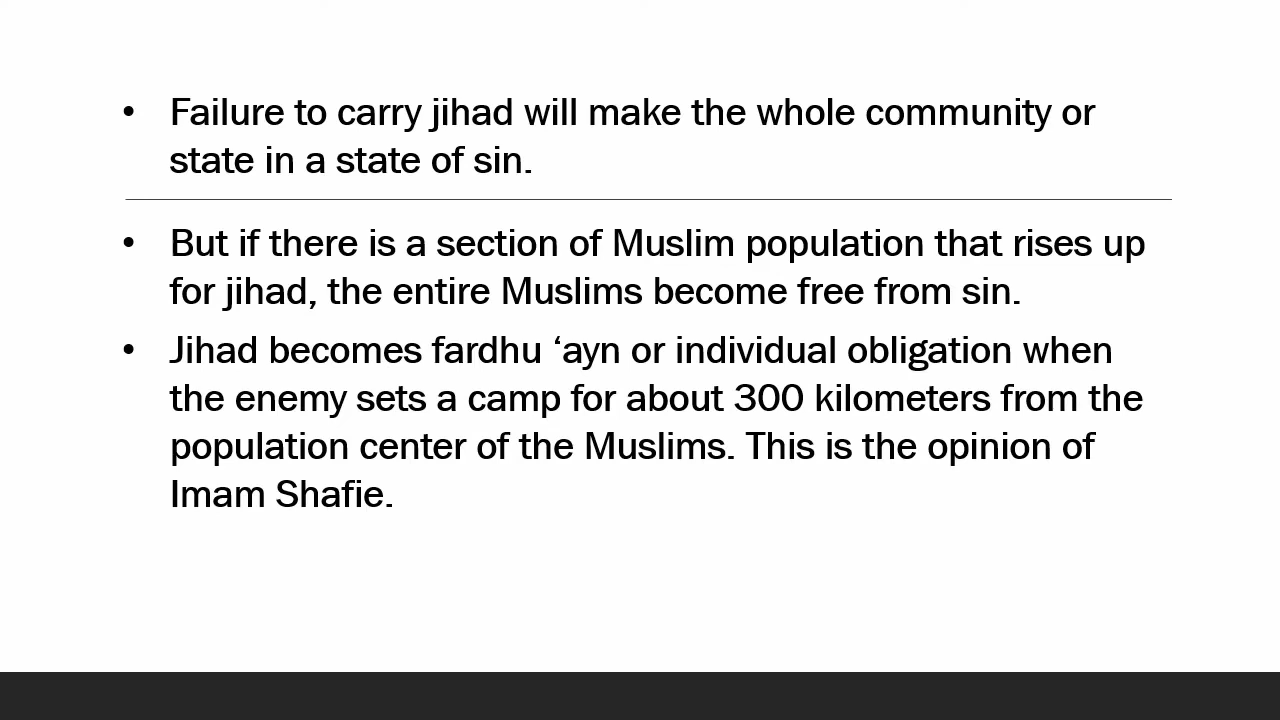 • Failure to carry jihad will make the whole community or
state in a state of sin.
• But if there is a section of Muslim population that rises up
for jihad, the entire Muslims become free from sin.
• Jihad becomes fardhu ‘ayn or individual obligation when
the enemy sets a camp for about 300 kilometers from the
population center of the Muslims. This is the opinion of
Imam Shafie.